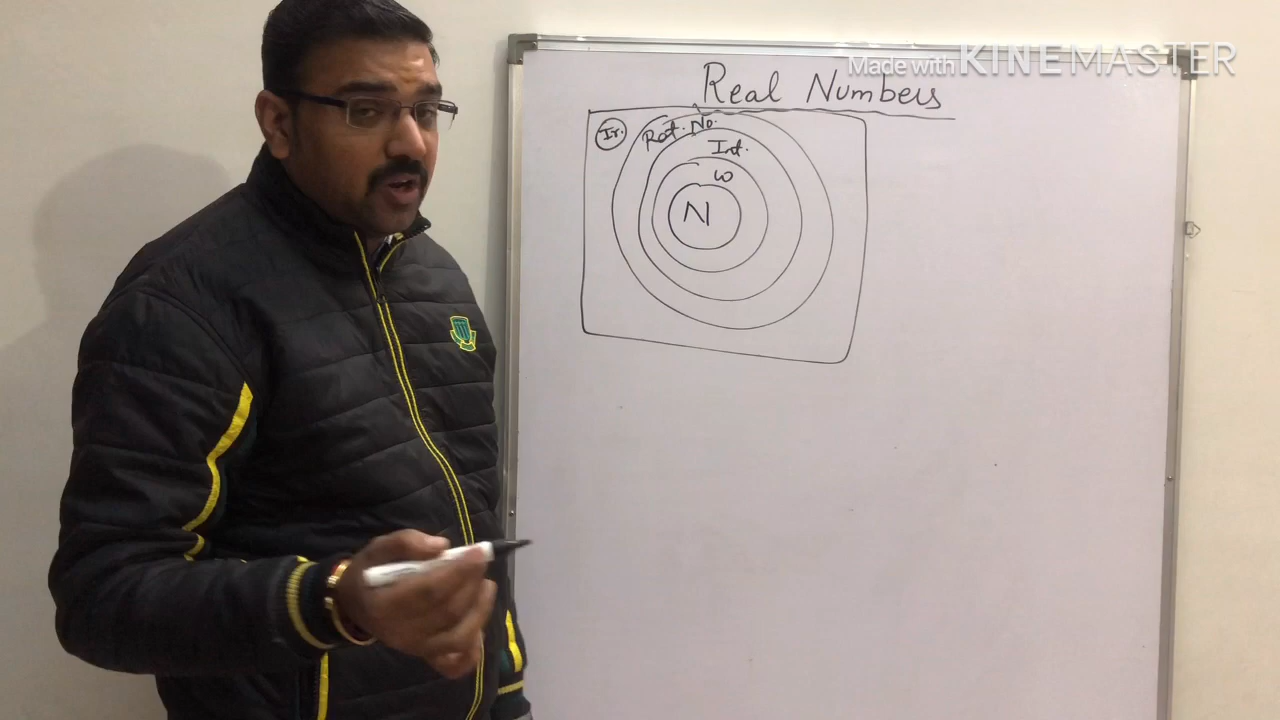 Made with KINEMASTER
Real Numbers
Ir.
Rat. No.
Int.
W
N